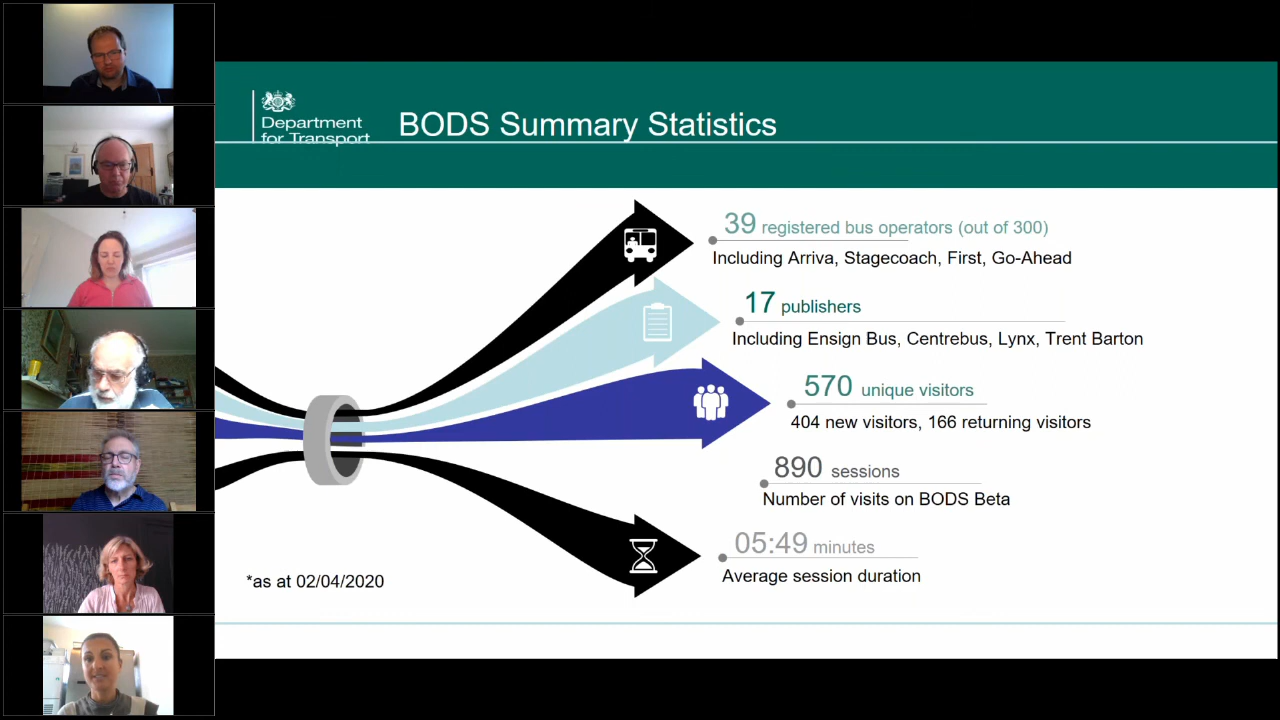 Department
for Transport
BODS Summary Statistics
39 registered bus operators (out of 300)
Including Arriva, Stagecoach, First, Go-Ahead
17 publishers
Including Ensign Bus, Centrebus, Lynx, Trent Barton
570 unique visitors
404 new visitors, 166 returning visitors
890 sessions
Number of visits on BODS Beta
05:49 minutes
Average session duration
*as at 02/04/2020